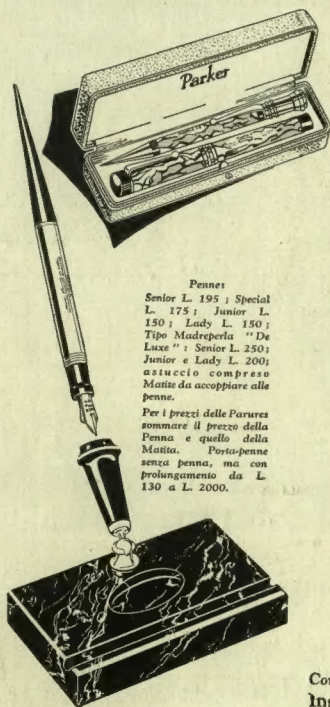 Parker
Penne:
Senior L. 195 ; Special
L. 175 ; Junior L.
150 ; Lady L. 150 ;
Tipo Madreperla "De
Luxe" : Senior L. 250 ;
Junior e Lady L. 200;
astuccio compreso
Matite da accoppiare alle
penne.
Per i prezzi delle Parures
sommare il prezzo della
Penna e quello della
Matita. Porta-penne
senza penna, ma con
prolungamento da L.
130 a L. 2000.